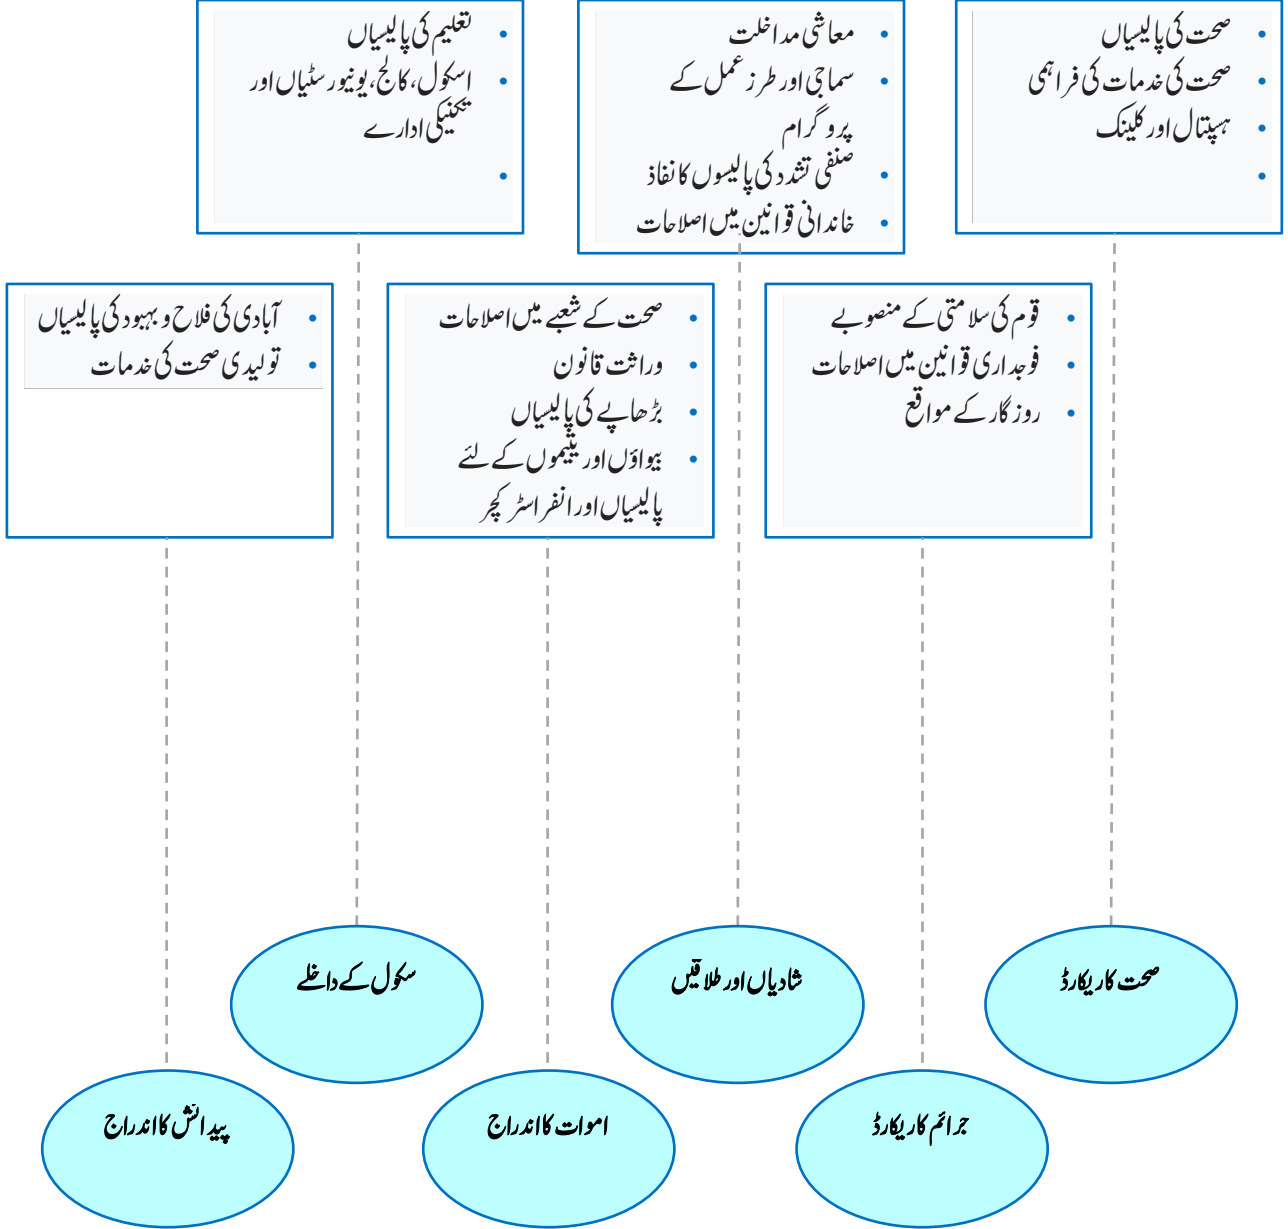 • صحت کی پالیسیاں
• صحت کی خدمات کی فراہمی
• ہسپتال اور کلینک
•
• معاشی مداخلت
• سماجی اور طرز عمل کے
پروگرام
• صنفی تشدد کی پالیسوں کا نفاذ
• خاندانی قوانین میں اصلاحات
• تعلیم کی پالیسیاں
• اسکول، کالج، یونیورسٹیاں اور
تکنیکی ادارے
•
• قوم کی سلامتی کے منصوبے
• فوجداری قوانین میں اصلاحات
• روزگار کے مواقع
• صحت کے شعبے میں اصلاحات
• وراثت قانون
• بڑھاپے کی پالیسیاں
• بیواؤں اور یتیموں کے لئے
پالیسیاں اور انفراسٹرکچر
• آبادی کی فلاح و بہبود کی پالیسیاں
• تولیدی صحت کی خدمات
صحت کا ریکارڈ
شادیاں اور طلاقیں
سکول کے داخلے
جرائم کا ریکارڈ
اموات کا اندراج
پیدائش کا اندراج